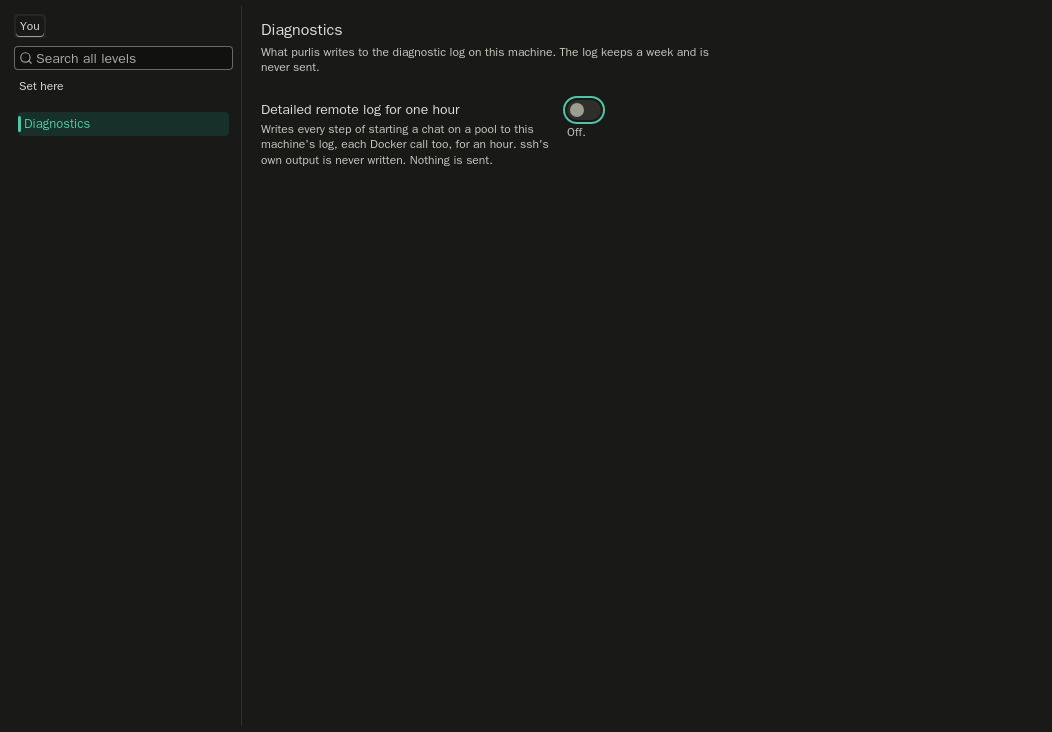 You
Search all levels
Set here
Diagnostics
Diagnostics
What purlis writes to the diagnostic log on this machine. The log keeps a week and is
never sent.
Detailed remote log for one hour
Writes every step of starting a chat on a pool to this
machine's log, each Docker call too, for an hour. ssh's
own output is never written. Nothing is sent.
Off.